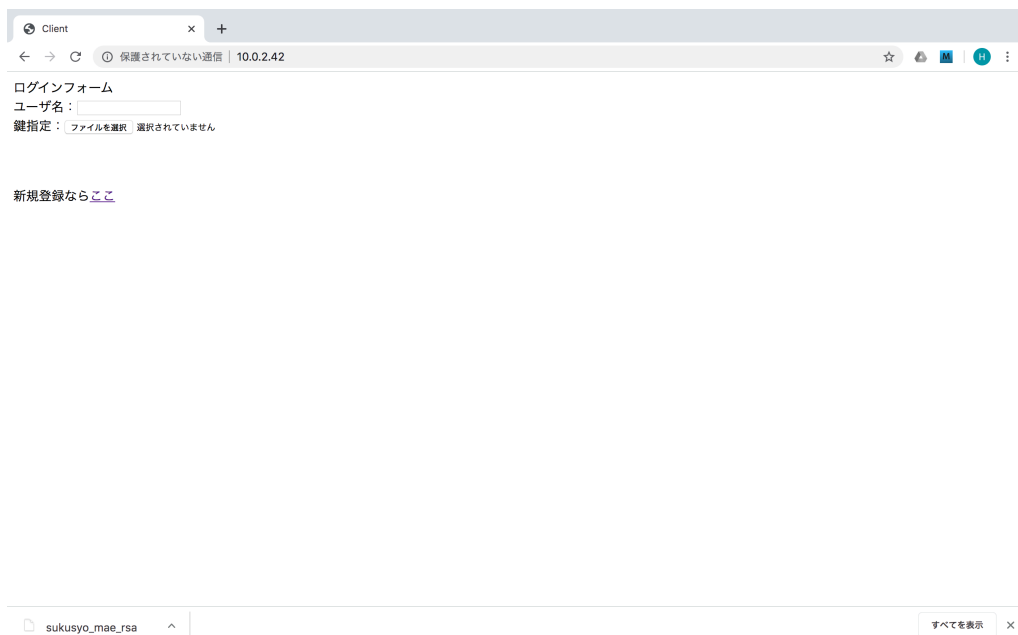 Client
保護されていない通信 10.0.2.42
M H
ログインフォーム
ユーザ名：
鍵指定： ファイルを選択 選択されていません
新規登録ならここ
sukusyo_mae_rsa すべてを表示